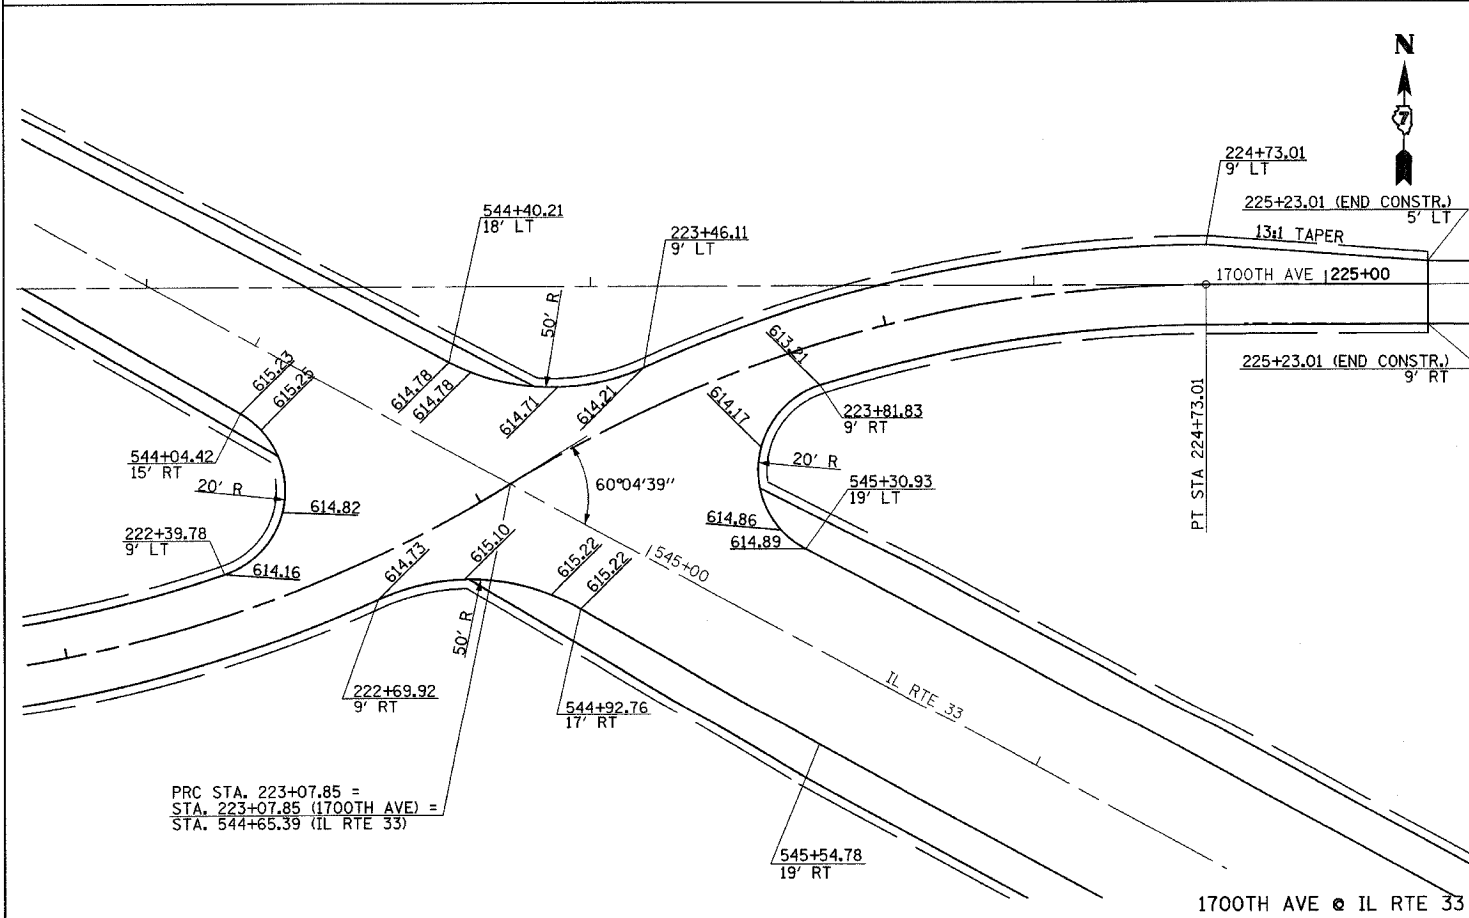 N
7
224+73.01
9' LT
225+23.01 (END CONSTR.)
5' LT
544+40.21
18' LT
223+46.11
9' LT
13:1 TAPER
1700TH AVE
225+00
50' R
613.21
225+23.01 (END CONSTR.)
9' RT
615.23
615.25
614.78
614.78
614.71
614.21
614.17
223+81.83
9' RT
544+04.42
15' RT
20' R
PT STA 224+73.01
20' R
60°04'39"
545+30.93
19' LT
614.82
222+39.78
9' LT
614.86
614.89
614.16
614.73
615.10
615.22
615.22
545+00
50' R
IL RTE 33
222+69.92
9' RT
544+92.76
17' RT
PRC STA. 223+07.85 =
STA. 223+07.85 (1700TH AVE) =
STA. 544+65.39 (IL RTE 33)
545+54.78
19' RT
1700TH AVE @ IL RTE 33